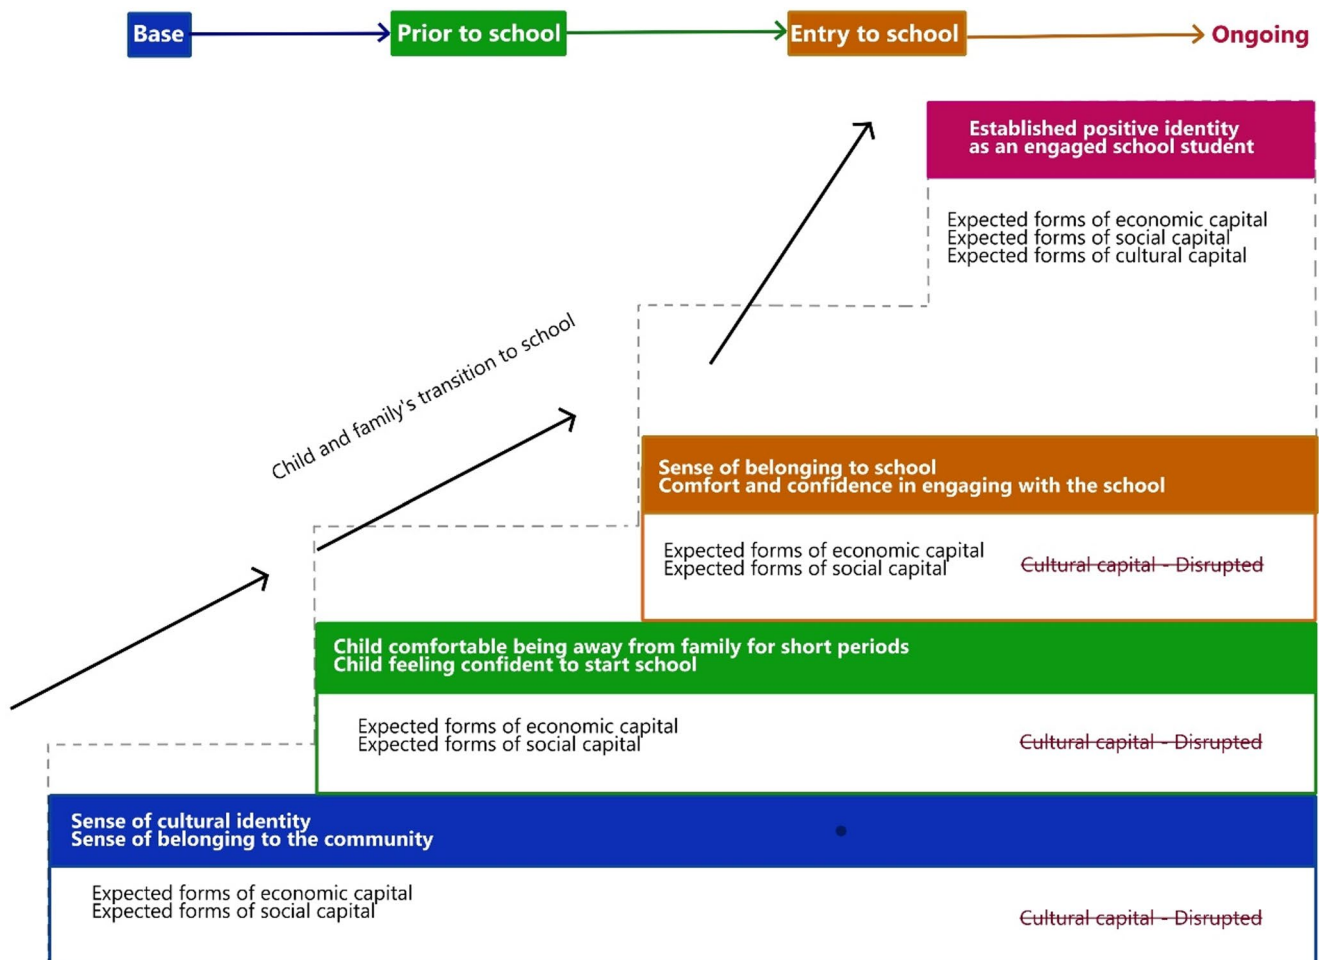 Base
Prior to school
Entry to school
Ongoing
Established positive identity
as an engaged school student
Expected forms of economic capital
Expected forms of social capital
Expected forms of cultural capital
Child and family's transition to school
Sense of belonging to school
Comfort and confidence in engaging with the school
Expected forms of economic capital
Expected forms of social capital
Cultural capital - Disrupted
Child comfortable being away from family for short periods
Child feeling confident to start school
Expected forms of economic capital
Expected forms of social capital
Cultural capital - Disrupted
Sense of cultural identity
Sense of belonging to the community
Expected forms of economic capital
Expected forms of social capital
Cultural capital - Disrupted